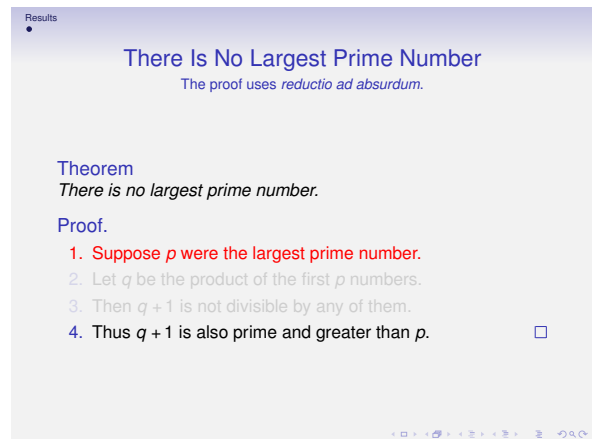 Results
There Is No Largest Prime Number
The proof uses reductio ad absurdum.
Theorem
There is no largest prime number.
Proof.
1. Suppose p were the largest prime number.
2. Let q be the product of the first p numbers.
3. Then q + 1 is not divisible by any of them.
4. Thus q + 1 is also prime and greater than p.